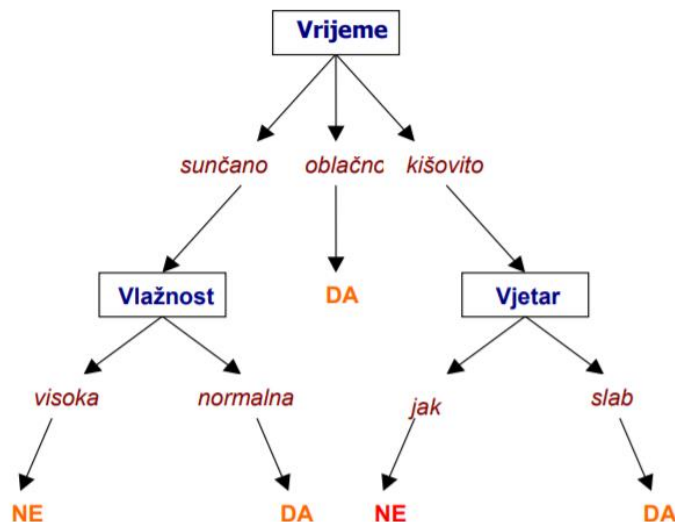 Vrijeme
sunčano oblačno kišovito
Vlažnost DA Vjetar
visoka normalna jak slab
NE DA NE DA